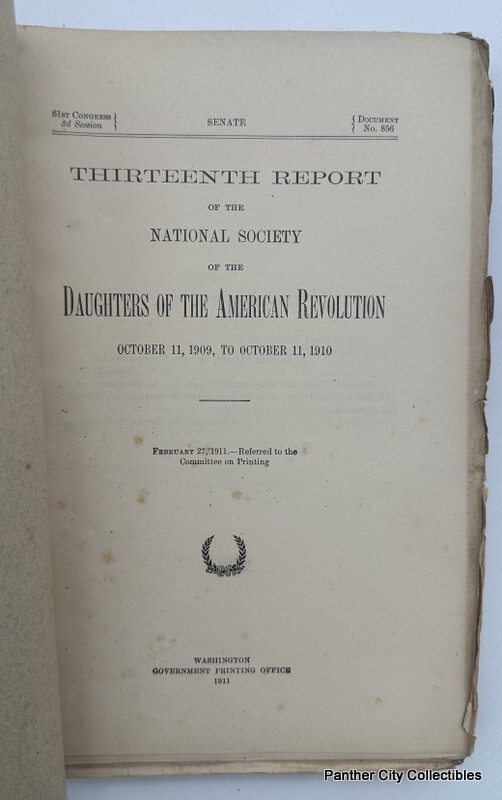 61ST CONGRESS
3d Session
SENATE
DOCUMENT
No. 856
THIRTEENTH REPORT
OF THE
NATIONAL SOCIETY
OF THE
DAUGHTERS OF THE AMERICAN REVOLUTION
OCTOBER 11, 1909, TO OCTOBER 11, 1910
FEBRUARY 27, 1911.—Referred to the
Committee on Printing
WASHINGTON
GOVERNMENT PRINTING OFFICE
1911
Panther City Collectibles